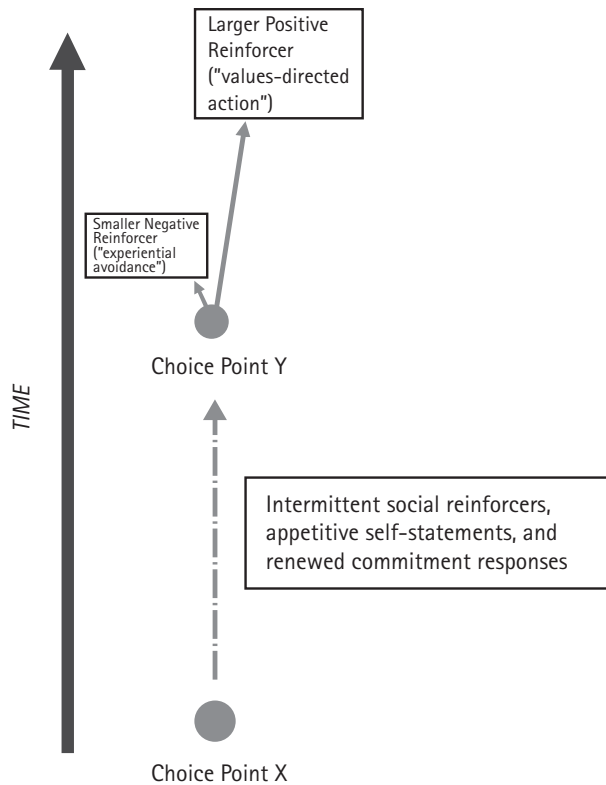 Larger Positive
Reinforcer
("values-directed
action")
Smaller Negative
Reinforcer
("experiential
avoidance")
Choice Point Y
TIME
Intermittent social reinforcers,
appetitive self-statements, and
renewed commitment responses
Choice Point X